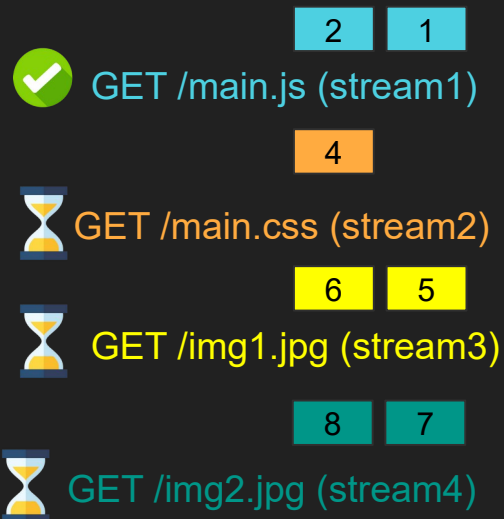 2 1
GET /main.js (stream1)
4
GET /main.css (stream2)
6 5
GET /img1.jpg (stream3)
8 7
GET /img2.jpg (stream4)